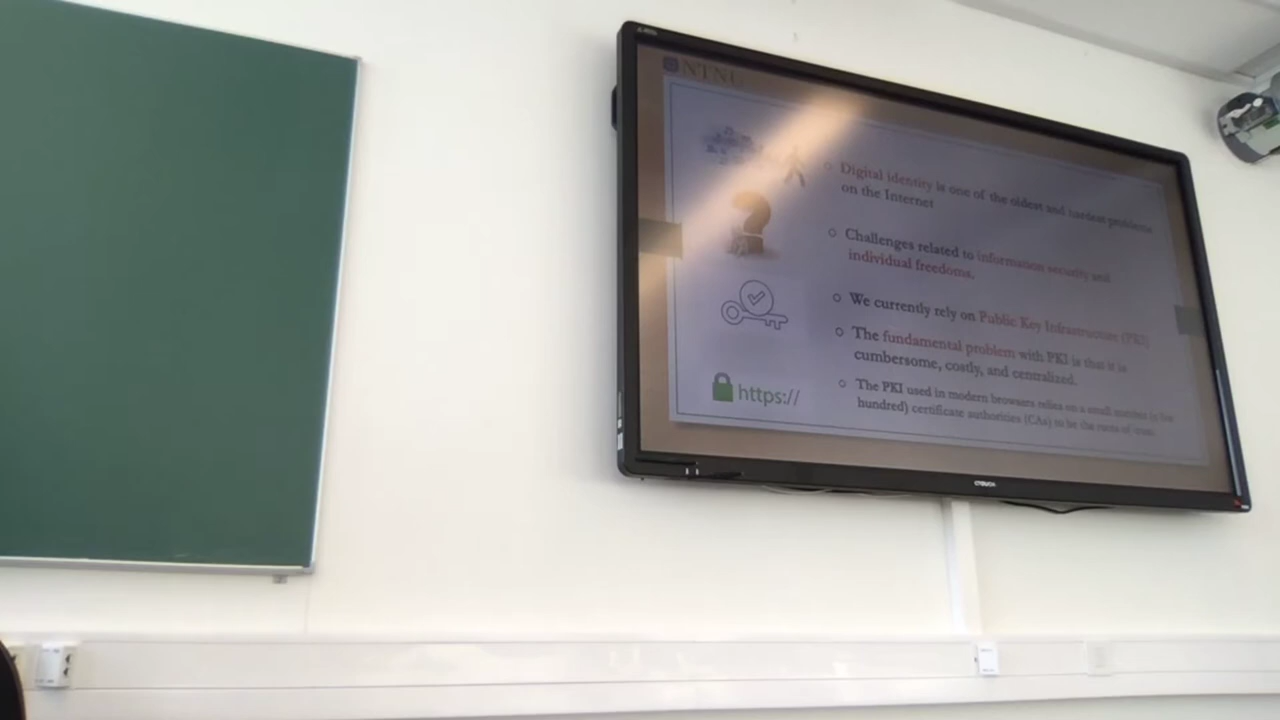 NTNU
Digital identity is one of the oldest and hardest problems
on the Internet
Challenges related to information security and
individual freedoms.
We currently rely on Public Key Infrastructure (PKI)
The fundamental problem with PKI is that it is
cumbersome, costly, and centralized.
https://
The PKI used in modern browsers relies on a small number
hundred) certificate authorities (CAs) to be the roots of trust.
CTOUCH